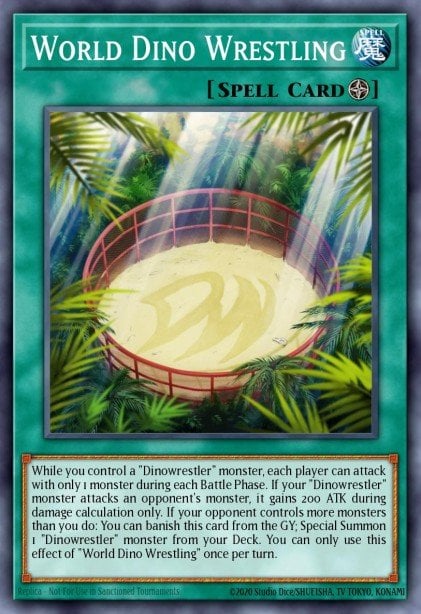 World Dino Wrestling
SPELL
魔
[Spell Card]
DW
While you control a "Dinowrestler" monster, each player can attack
with only 1 monster during each Battle Phase. If your "Dinowrestler"
monster attacks an opponent's monster, it gains 200 ATK during
damage calculation only. If your opponent controls more monsters
than you do: You can banish this card from the GY; Special Summon
1 "Dinowrestler" monster from your Deck. You can only use this
effect of "World Dino Wrestling" once per turn.
Replica - Not For Use in Sanctioned Tournaments
©2020 Studio Dice/SHUEISHA, TV TOKYO, KONAMI